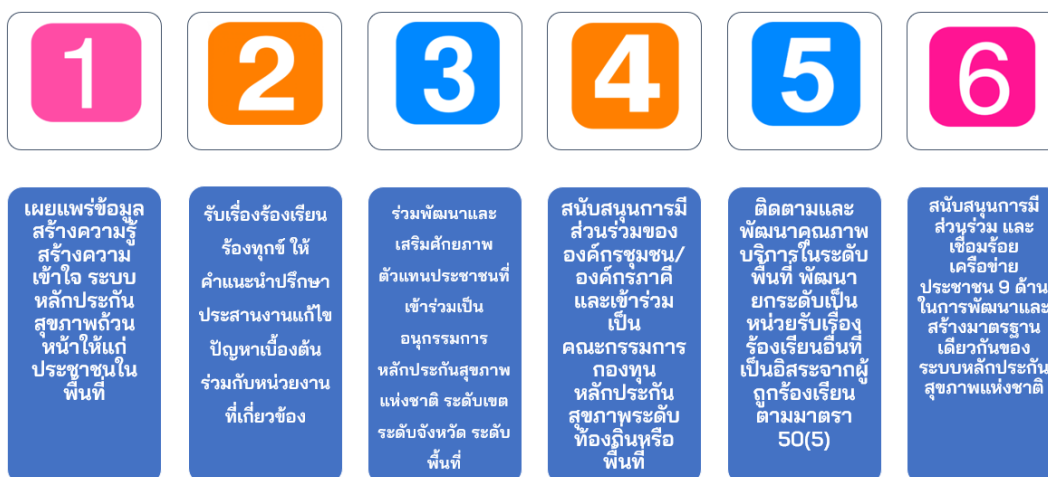 1
2
3
4
5
6
เผยแพร่ข้อมูล
สร้างความรู้
สร้างความ
เข้าใจ ระบบ
หลักประกัน
สุขภาพถ้วน
หน้าให้แก่
ประชาชนใน
พื้นที่
รับเรื่องร้องเรียน
ร้องทุกข์ ให้
คำแนะนำปรึกษา
ประสานงานแก้ไข
ปัญหาเบื้องต้น
ร่วมกับหน่วยงาน
ที่เกี่ยวข้อง
ร่วมพัฒนาและ
เสริมศักยภาพ
ตัวแทนประชาชนที่
เข้าร่วมเป็น
อนุกรรมการ
หลักประกันสุขภาพ
แห่งชาติ ระดับเขต
ระดับจังหวัด ระดับ
พื้นที่
สนับสนุนการมี
ส่วนร่วมของ
องค์กรชุมชน/
องค์กรภาคี
และเข้าร่วม
เป็น
คณะกรรมการ
กองทุน
หลักประกัน
สุขภาพระดับ
ท้องถิ่นหรือ
พื้นที่
ติดตามและ
พัฒนาคุณภาพ
บริการในระดับ
พื้นที่ พัฒนา
ยกระดับเป็น
หน่วยรับเรื่อง
ร้องเรียนอื่นที่
เป็นอิสระจากผู้
ถูกร้องเรียน
ตามมาตรา
50(5)
สนับสนุนการมี
ส่วนร่วม และ
เชื่อมร้อย
เครือข่าย
ประชาชน 9 ด้าน
ในการพัฒนาและ
สร้างมาตรฐาน
เดียวกันของ
ระบบหลักประกัน
สุขภาพแห่งชาติ